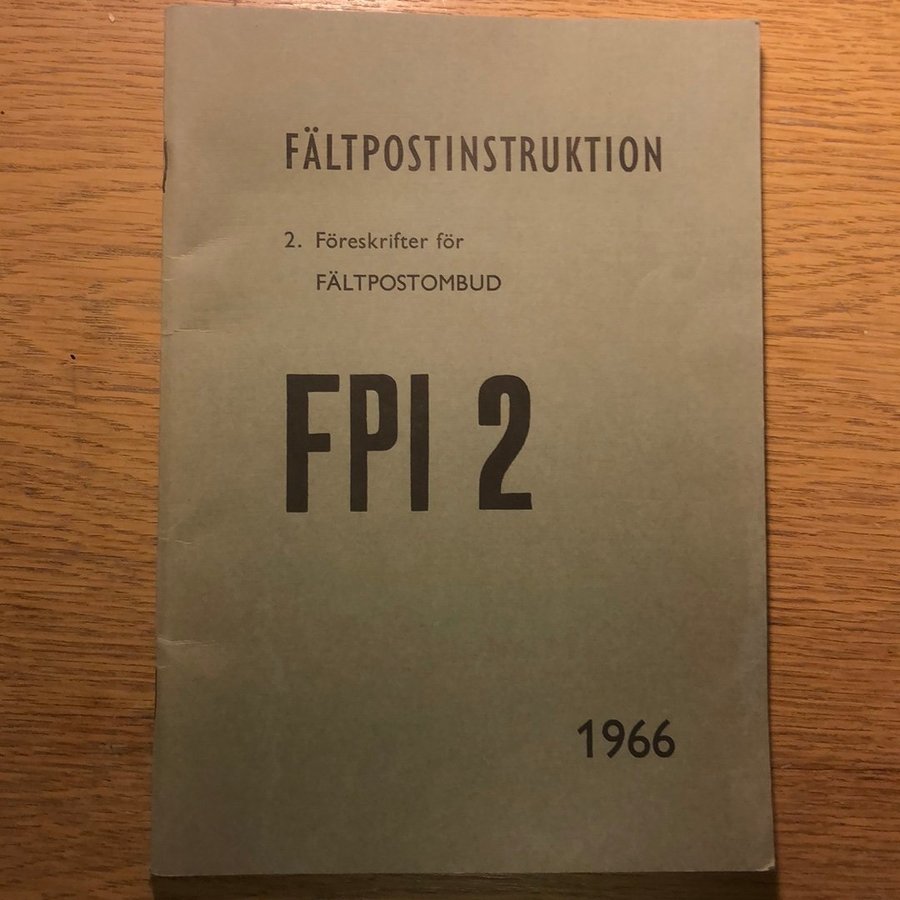 FÄLTPOSTINSTRUKTION
2. Föreskrifter för
FÄLTPOSTOMBUD
FPI 2
1966